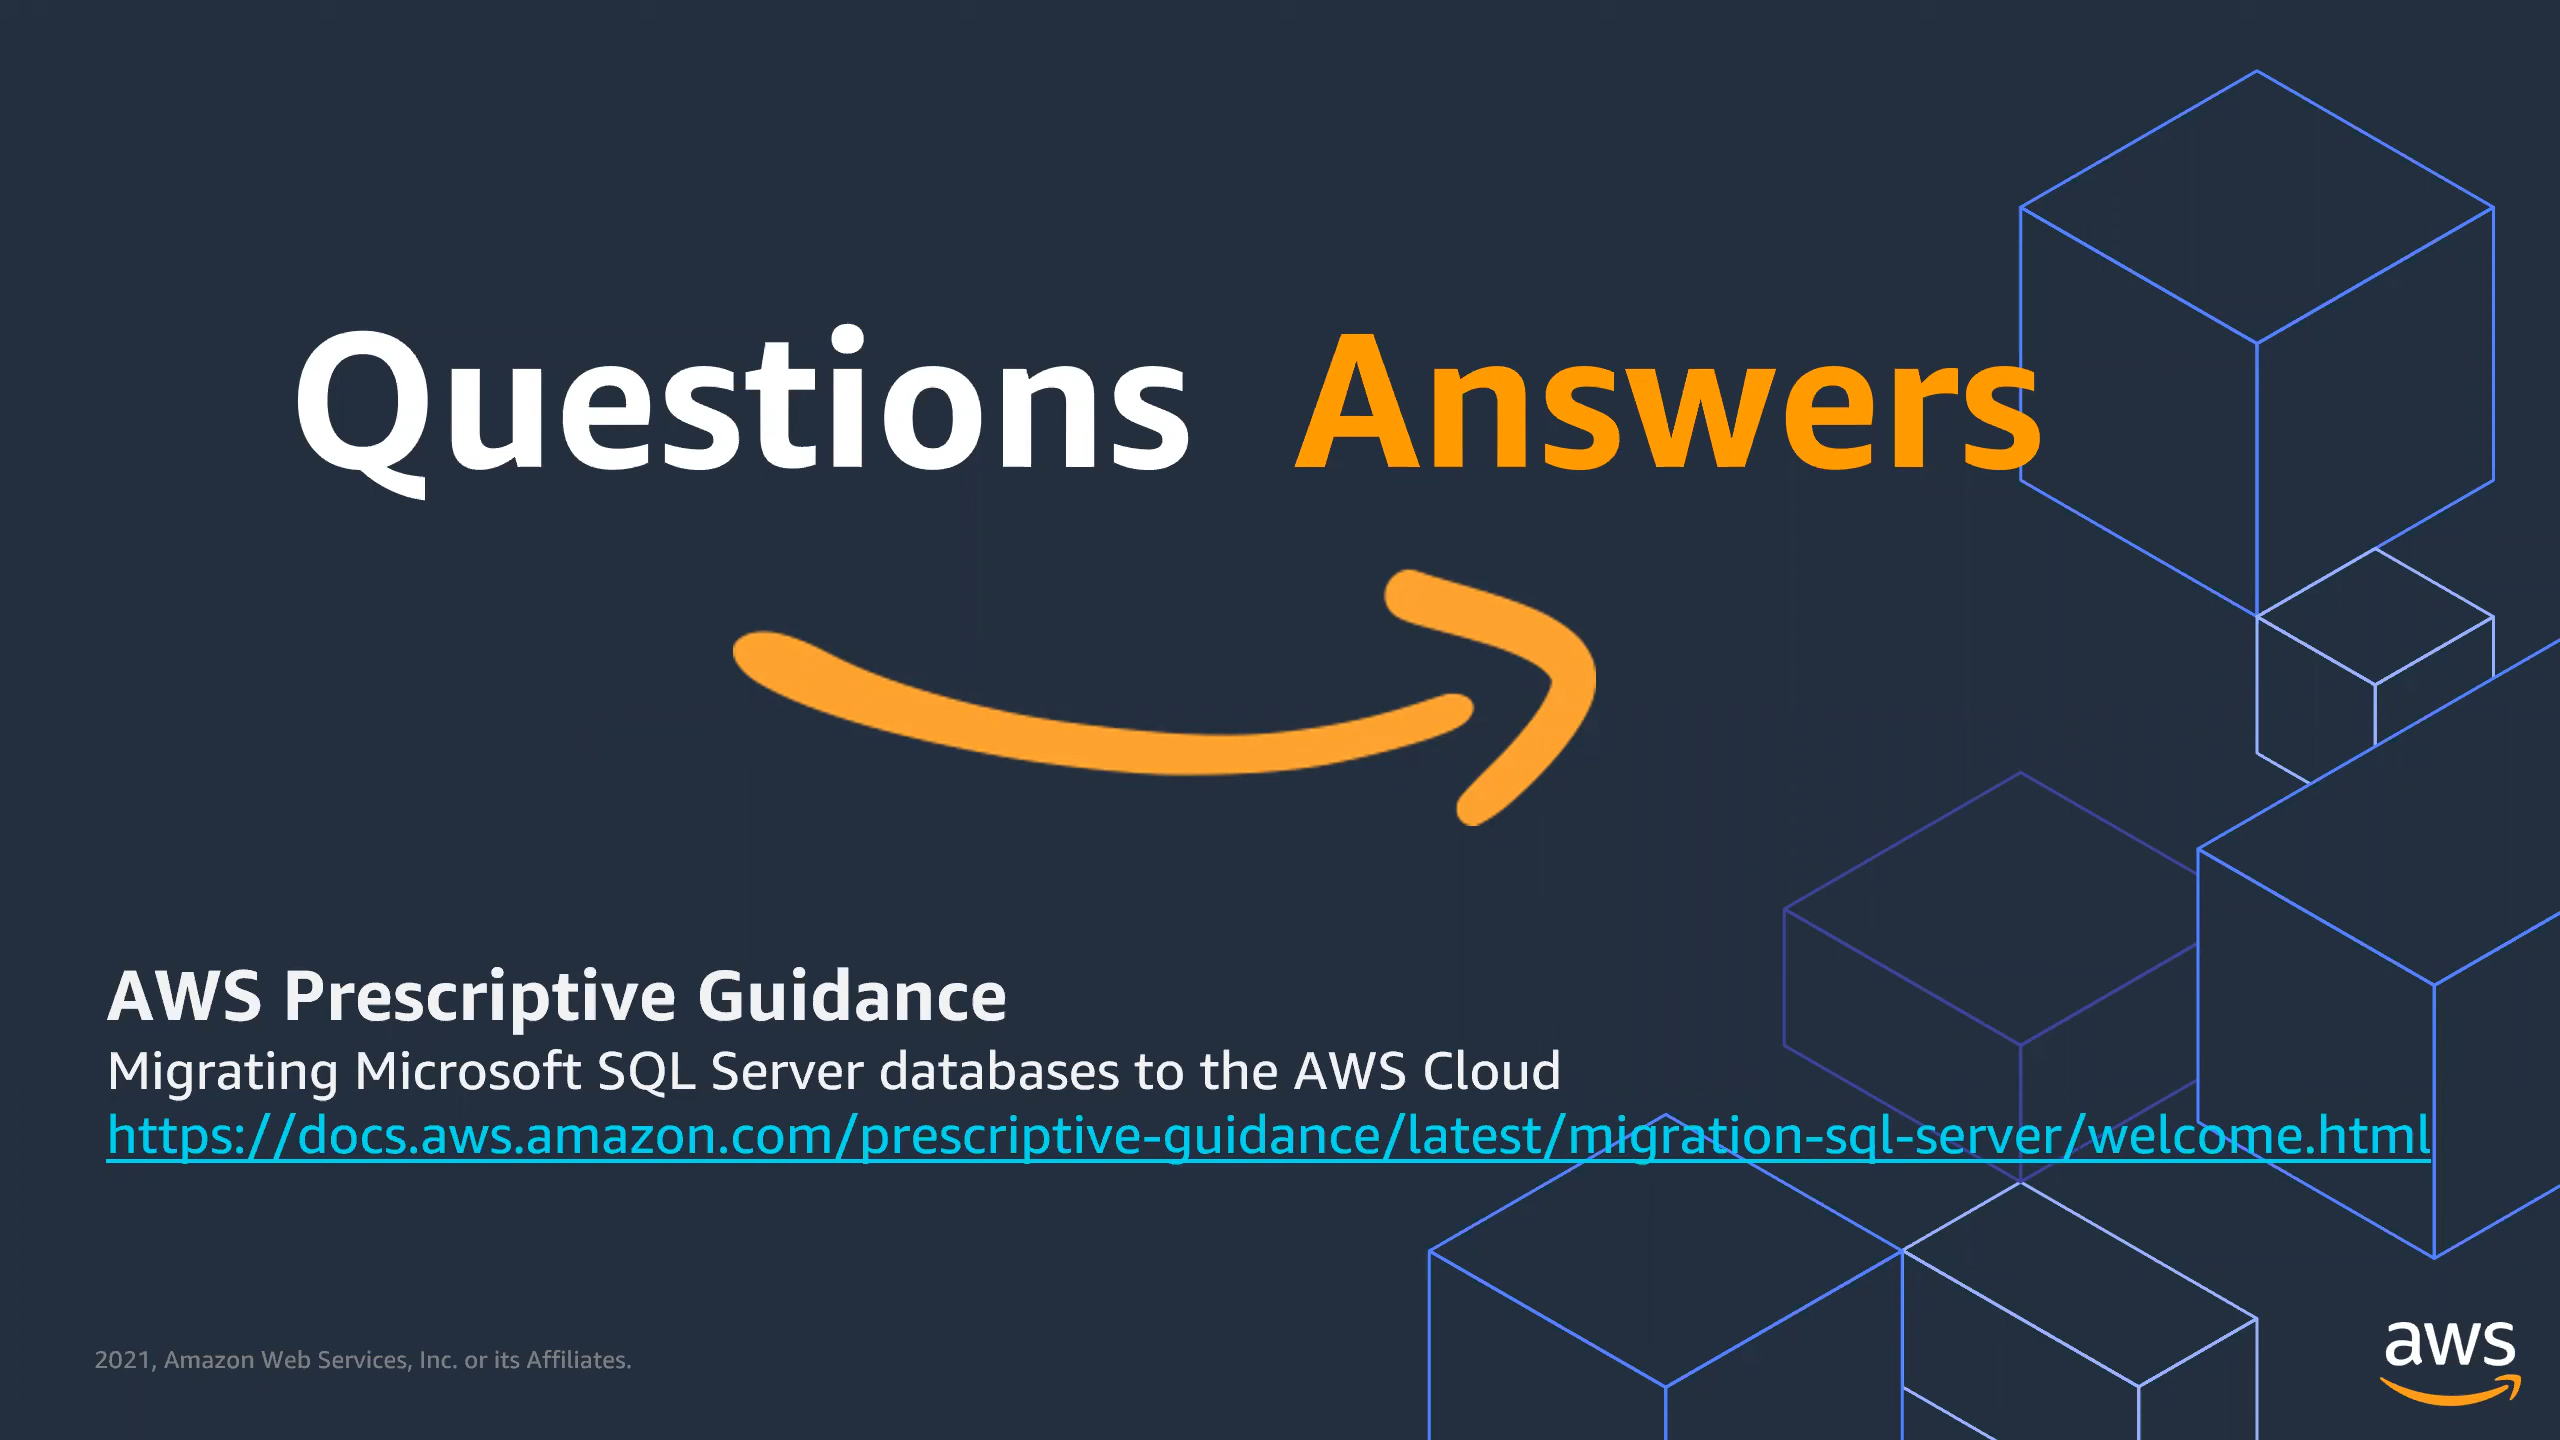 Questions Answers
AWS Prescriptive Guidance
Migrating Microsoft SQL Server databases to the AWS Cloud
https://docs.aws.amazon.com/prescriptive-guidance/latest/migration-sql-server/welcome.html
2021, Amazon Web Services, Inc. or its Affiliates.
aws